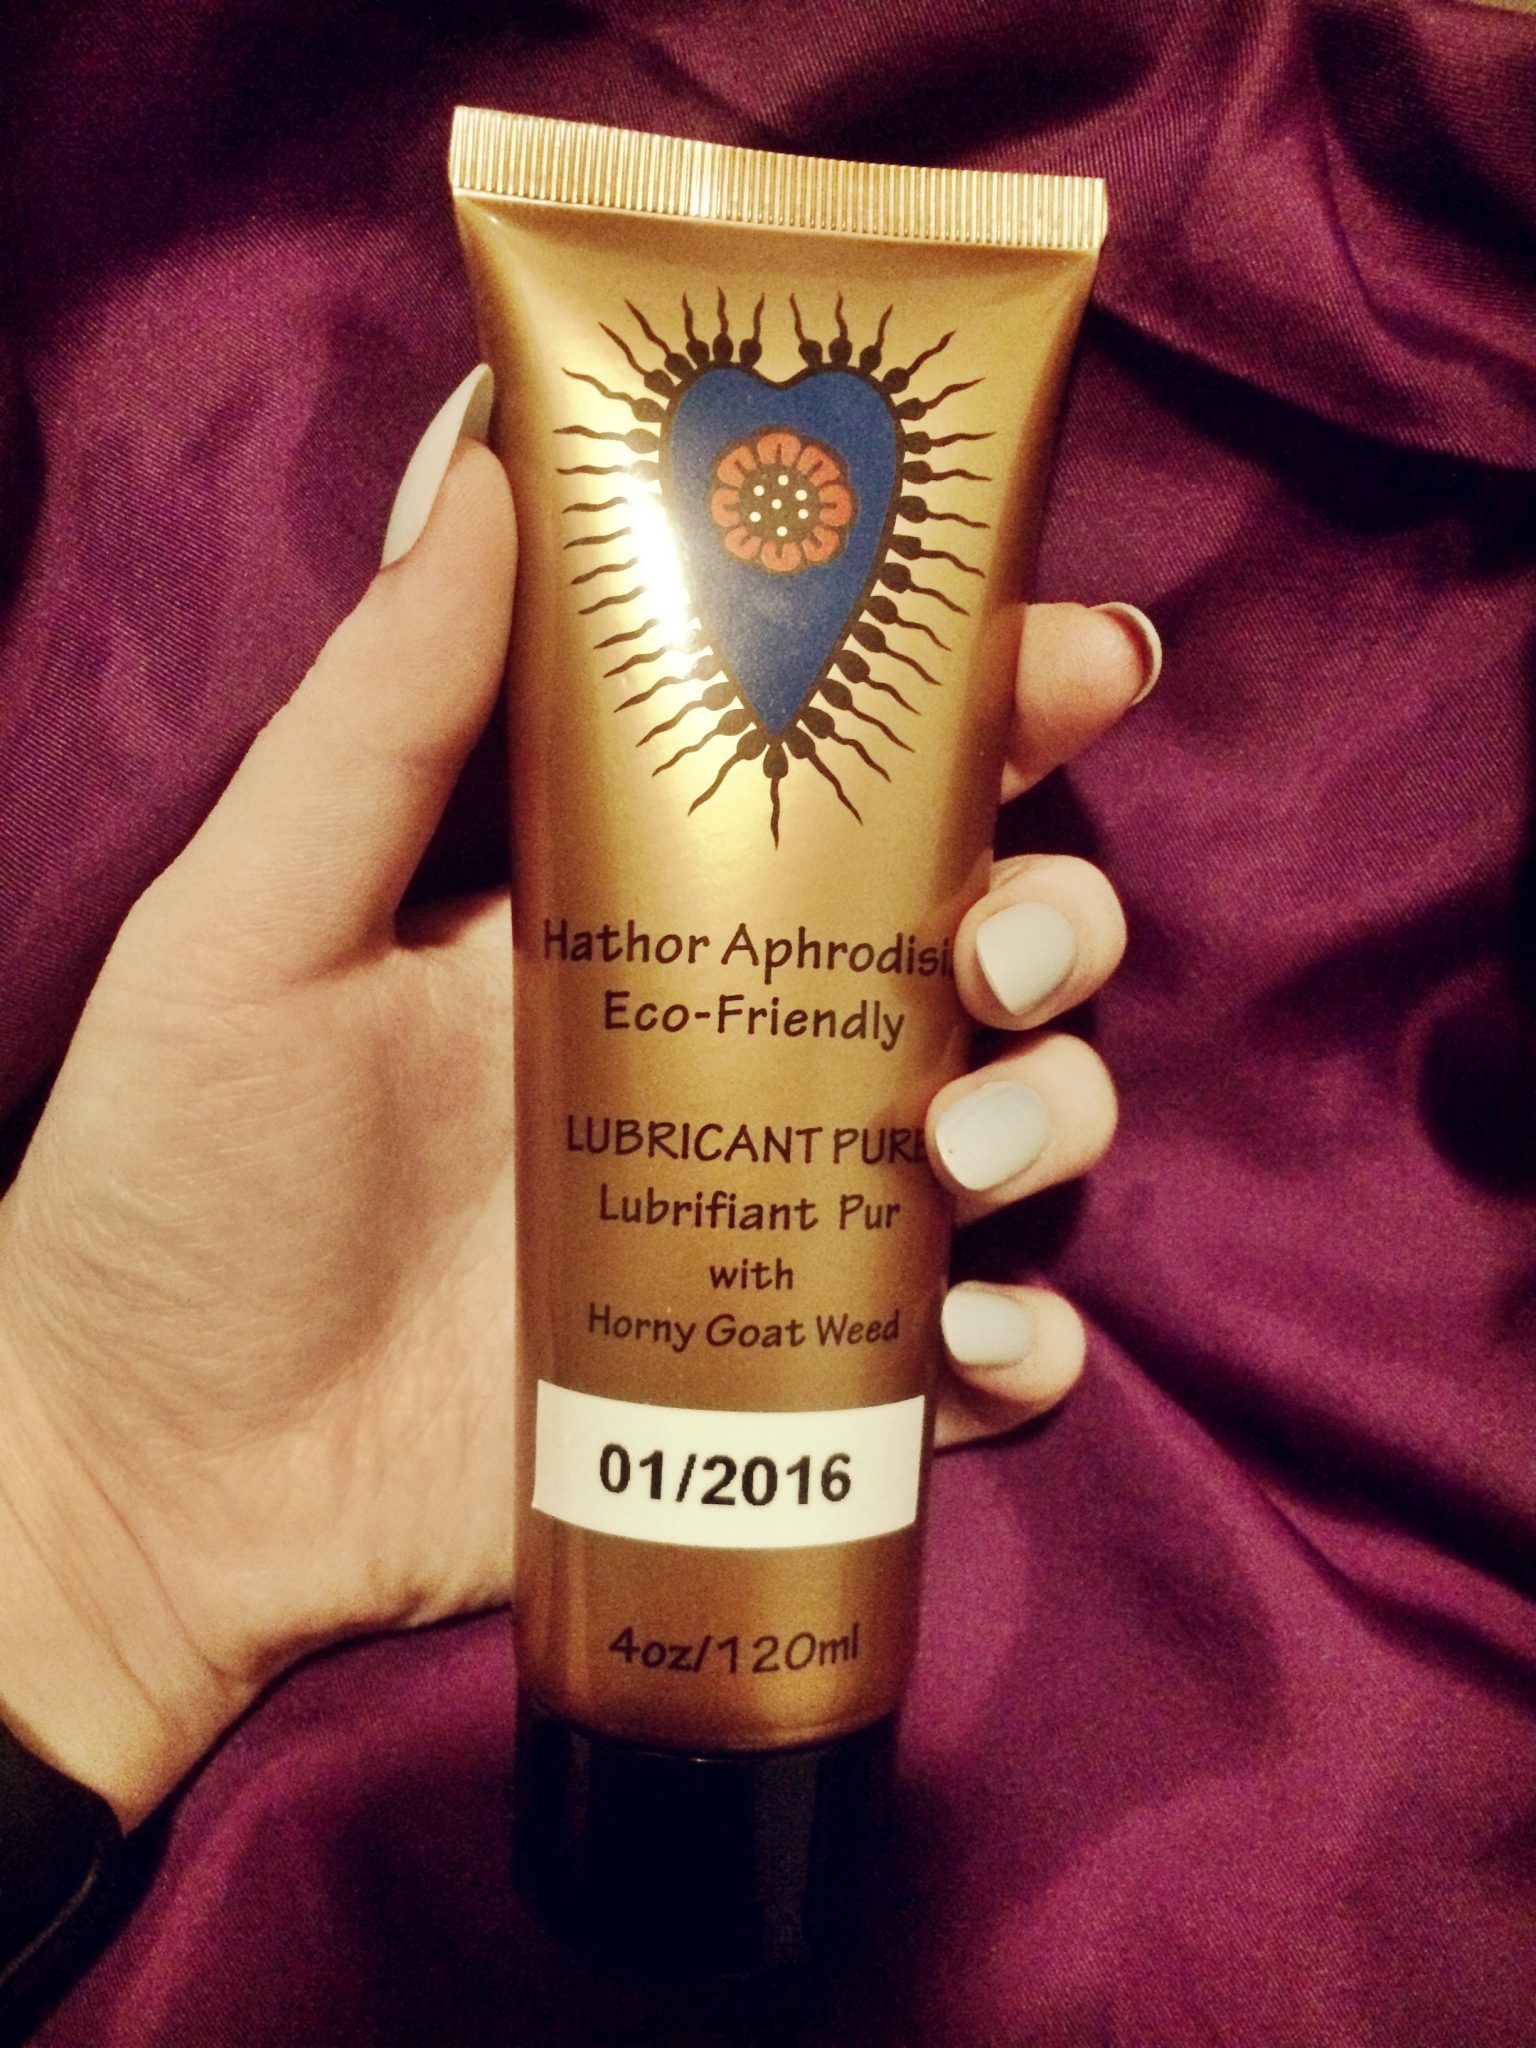 Hathor Aphrodisi
Eco-Friendly
LUBRICANT PURE
Lubrifiant Pur
with
Horny Goat Weed
01/2016
4oz/120ml